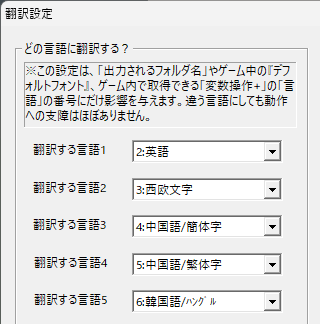 翻訳設定
どの言語に翻訳する？
※この設定は、「出力されるフォルダ名」やゲーム中の『デフォ
ルトフォント』、ゲーム内で取得できる「変数操作+」の「言
語」の番号にだけ影響を与えます。違う言語にしても動作
への支障はほぼありません。
翻訳する言語1 2:英語
翻訳する言語2 3:西欧文字
翻訳する言語3 4:中国語/簡体字
翻訳する言語4 5:中国語/繁体字
翻訳する言語5 6:韓国語/ﾊﾝｸﾞﾙ